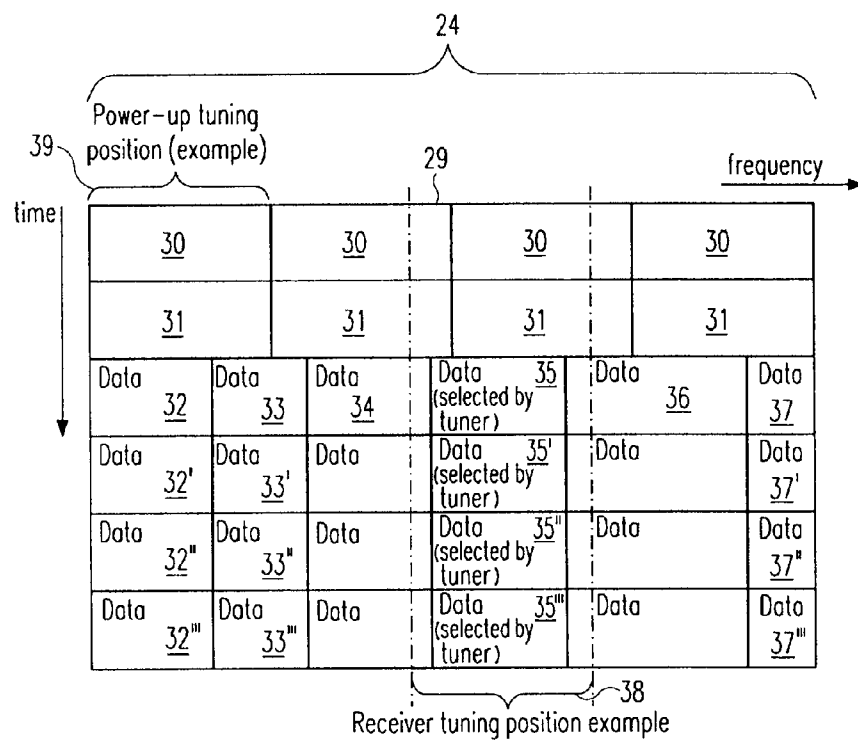 24
Power-up tuning
position (example)
39
29
frequency
time
30 30 30 30
31 31 31 31
Data 32 Data 33 Data 34 Data 35 (selected by tuner) Data 36 Data 37
Data 32' Data 33' Data Data 35' (selected by tuner) Data Data 37'
Data 32'' Data 33'' Data Data 35'' (selected by tuner) Data Data 37''
Data 32''' Data 33''' Data Data 35''' (selected by tuner) Data Data 37'''
38
Receiver tuning position example